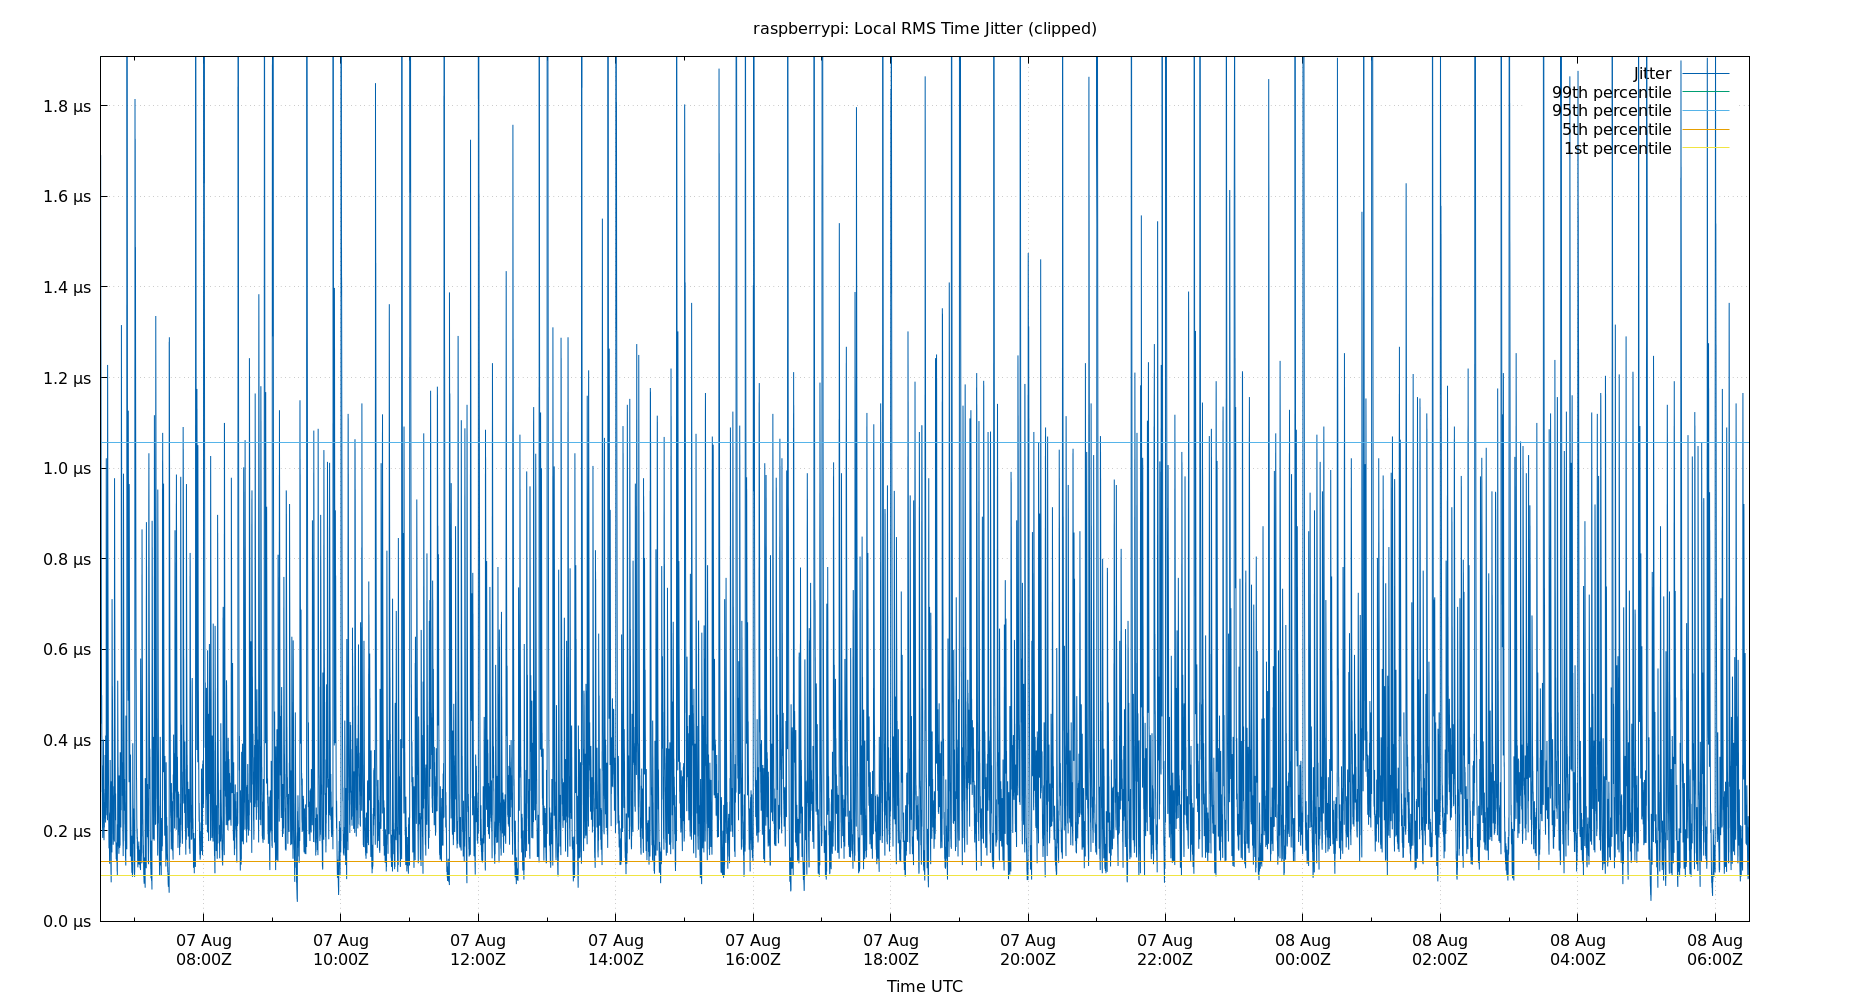 raspberrypi: Local RMS Time Jitter (clipped)
Jitter
99th percentile
95th percentile
5th percentile
1st percentile
1.8 μs
1.6 μs
1.4 μs
1.2 μs
1.0 μs
0.8 μs
0.6 μs
0.4 μs
0.2 μs
0.0 μs
07 Aug 07 Aug 07 Aug 07 Aug 07 Aug 07 Aug 07 Aug 07 Aug 08 Aug 08 Aug 08 Aug 08 Aug
08:00Z 10:00Z 12:00Z 14:00Z 16:00Z 18:00Z 20:00Z 22:00Z 00:00Z 02:00Z 04:00Z 06:00Z
Time UTC